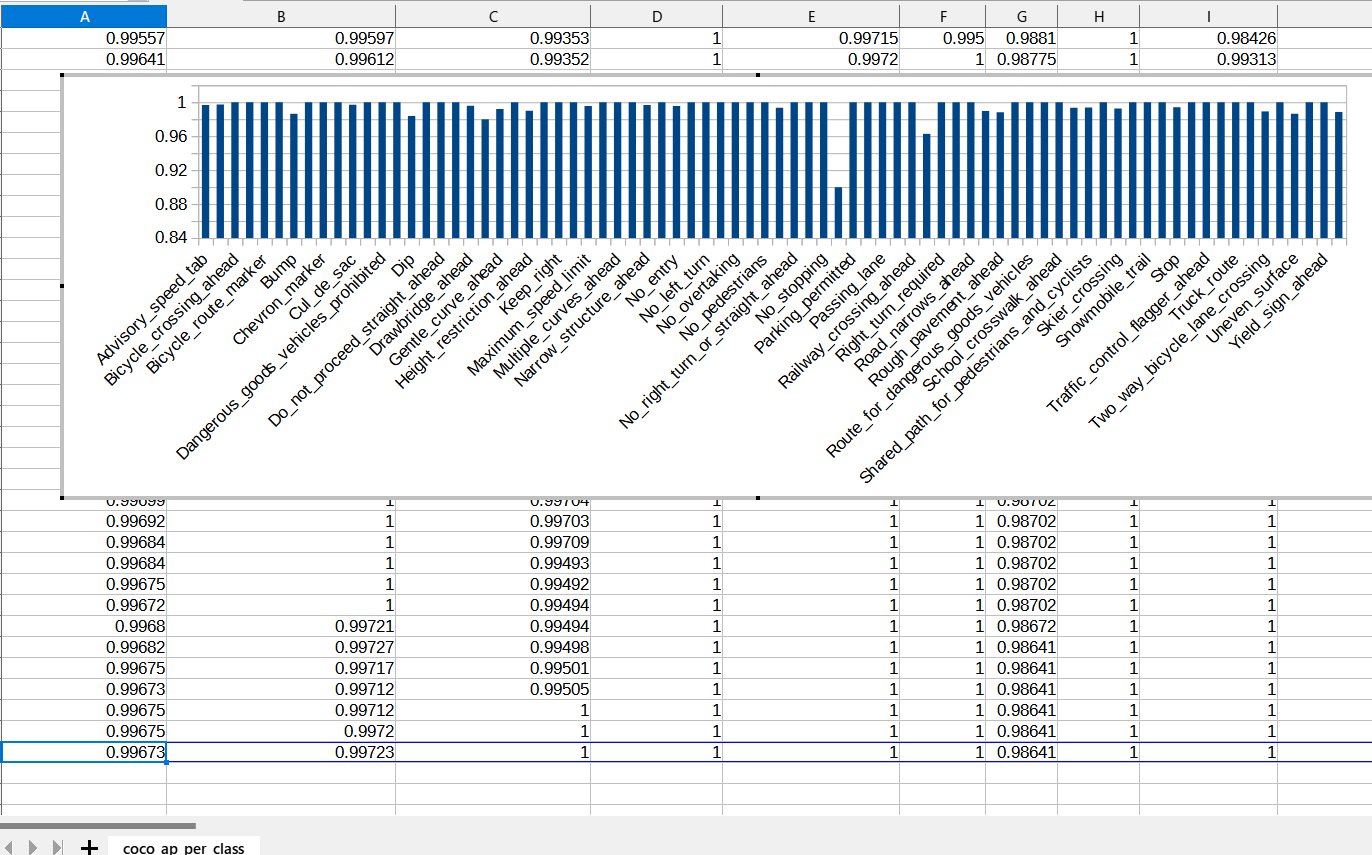 A B C D E F G H I
0.99557 0.99597 0.99353 1 0.99715 0.995 0.9881 1 0.98426
0.99641 0.99612 0.99352 1 0.9972 1 0.98775 1 0.99313
1
0.96
0.92
0.88
0.84
Advisory_speed_tab
Bicycle_crossing_ahead
Bicycle_route_marker
Bump
Chevron_marker
Cul_de_sac
Dangerous_goods_vehicles_prohibited
Dip
Do_not_proceed_straight_ahead
Drawbridge_ahead
Gentle_curve_ahead
Height_restriction_ahead
Keep_right
Maximum_speed_limit
Multiple_curves_ahead
Narrow_structure_ahead
No_entry
No_left_turn
No_overtaking
No_pedestrians
No_right_turn_or_straight_ahead
No_stopping
Parking_permitted
Passing_lane
Railway_crossing_ahead
Right_turn_required
Road_narrows_ahead
Rough_pavement_ahead
Route_for_dangerous_goods_vehicles
School_crosswalk_ahead
Shared_path_for_pedestrians_and_cyclists
Skier_crossing
Snowmobile_trail
Stop
Traffic_control_flagger_ahead
Truck_route
Two_way_bicycle_lane_crossing
Uneven_surface
Yield_sign_ahead
0.99699 1 0.99704 1 1 1 0.98702 1 1
0.99692 1 0.99703 1 1 1 0.98702 1 1
0.99684 1 0.99709 1 1 1 0.98702 1 1
0.99684 1 0.99493 1 1 1 0.98702 1 1
0.99675 1 0.99492 1 1 1 0.98702 1 1
0.99672 1 0.99494 1 1 1 0.98702 1 1
0.9968 0.99721 0.99494 1 1 1 0.98672 1 1
0.99682 0.99727 0.99498 1 1 1 0.98641 1 1
0.99675 0.99717 0.99501 1 1 1 0.98641 1 1
0.99673 0.99712 0.99505 1 1 1 0.98641 1 1
0.99675 0.99712 1 1 1 1 0.98641 1 1
0.99675 0.9972 1 1 1 1 0.98641 1 1
0.99673 0.99723 1 1 1 1 0.98641 1 1
coco_ap_per_class